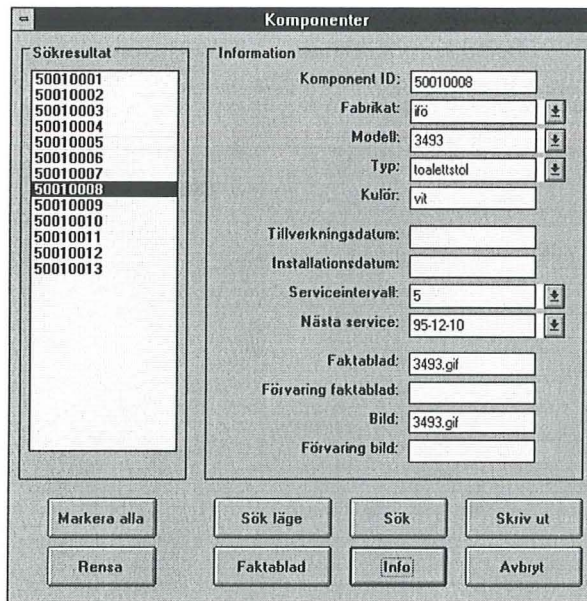 Komponenter
Sökresultat
50010001
50010002
50010003
50010004
50010005
50010006
50010007
50010008
50010009
50010010
50010011
50010012
50010013
Information
Komponent ID: 50010008
Fabrikat: ifö
Modell: 3493
Typ: toalettstol
Kulör: vit
Tillverkningsdatum:
Installationsdatum:
Serviceintervall: 5
Nästa service: 95-12-10
Faktablad: 3493.gif
Förvaring faktablad:
Bild: 3493.gif
Förvaring bild:
Markera alla
Sök läge
Sök
Skriv ut
Rensa
Faktablad
Info
Avbryt